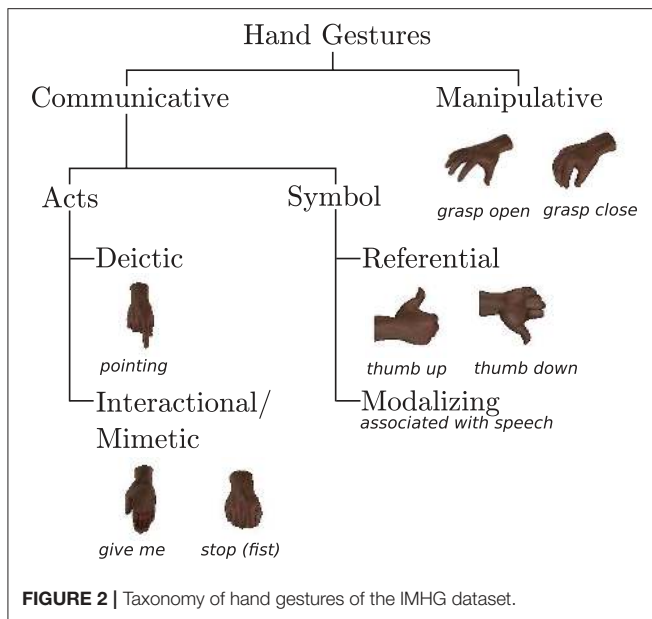 Hand Gestures
Communicative
Manipulative
grasp open
grasp close
Acts
Symbol
Deictic
pointing
Interactional/
Mimetic
give me
stop (fist)
Referential
thumb up
thumb down
Modalizing
associated with speech
FIGURE 2 | Taxonomy of hand gestures of the IMHG dataset.